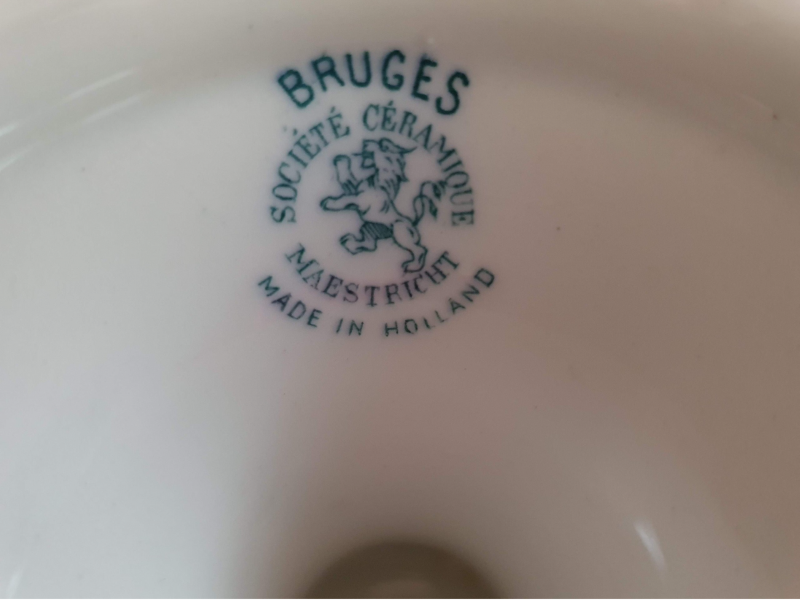 BRUGES
SOCIÉTÉ CÉRAMIQUE
MAESTRICHT
MADE IN HOLLAND